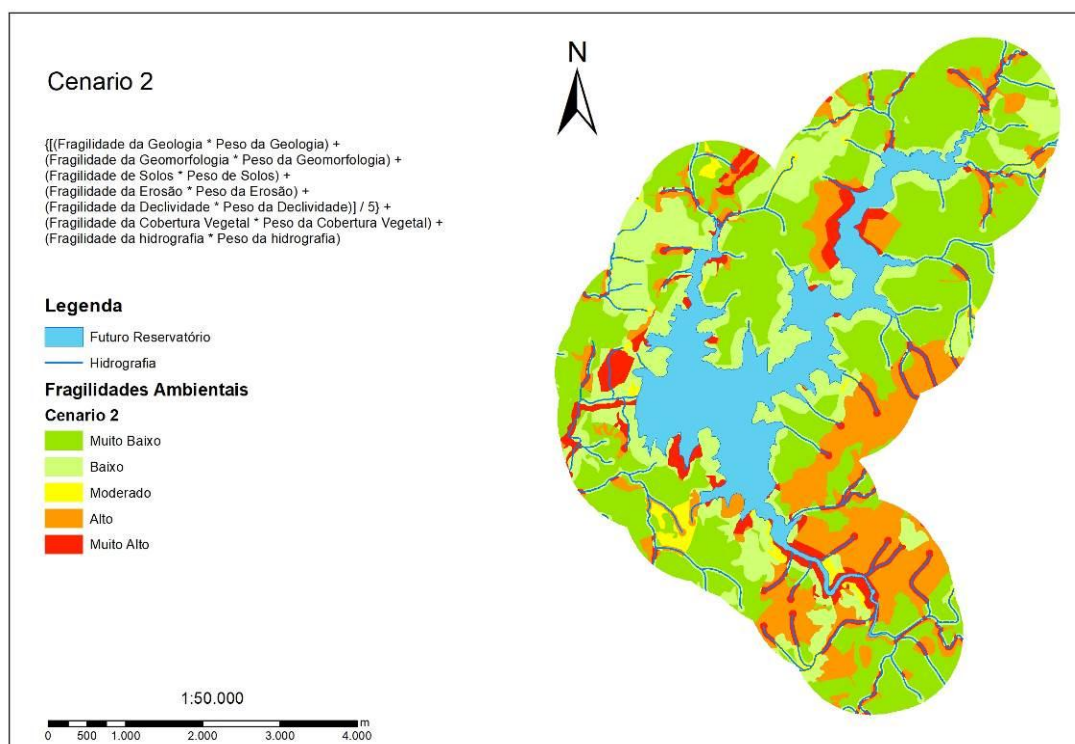 Cenario 2
{[(Fragilidade da Geologia * Peso da Geologia) +
(Fragilidade da Geomorfologia * Peso da Geomorfologia) +
(Fragilidade de Solos * Peso de Solos) +
(Fragilidade da Erosão * Peso da Erosão) +
(Fragilidade da Declividade * Peso da Declividade)] / 5} +
(Fragilidade da Cobertura Vegetal * Peso da Cobertura Vegetal) +
(Fragilidade da hidrografia * Peso da hidrografia)
N
Legenda
Futuro Reservatório
Hidrografia
Fragilidades Ambientais
Cenario 2
Muito Baixo
Baixo
Moderado
Alto
Muito Alto
1:50.000
m
0 500 1.000 2.000 3.000 4.000